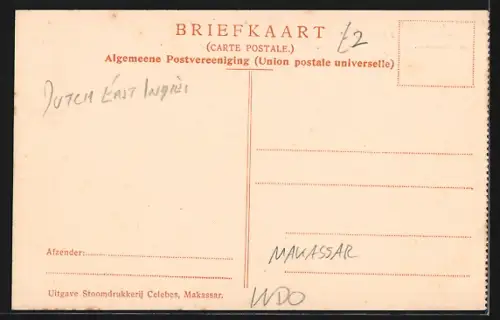 BRIEFKAART
(CARTE POSTALE.)
£2
Algemeene Postvereeniging (Union postale universelle)
DUTCH EAST INDIES
Afzender:
MAKASSAR
Uitgave Stoomdrukkerij Celebes, Makassar.
INDO